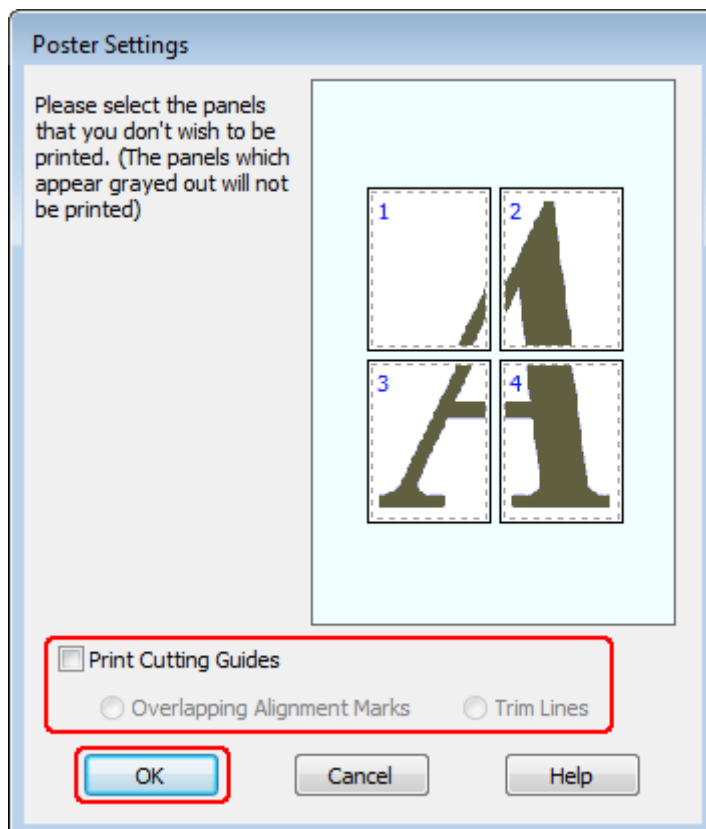 Poster Settings
Please select the panels
that you don't wish to be
printed. (The panels which
appear grayed out will not
be printed)
1 2
3 4
Print Cutting Guides
Overlapping Alignment Marks Trim Lines
OK Cancel Help